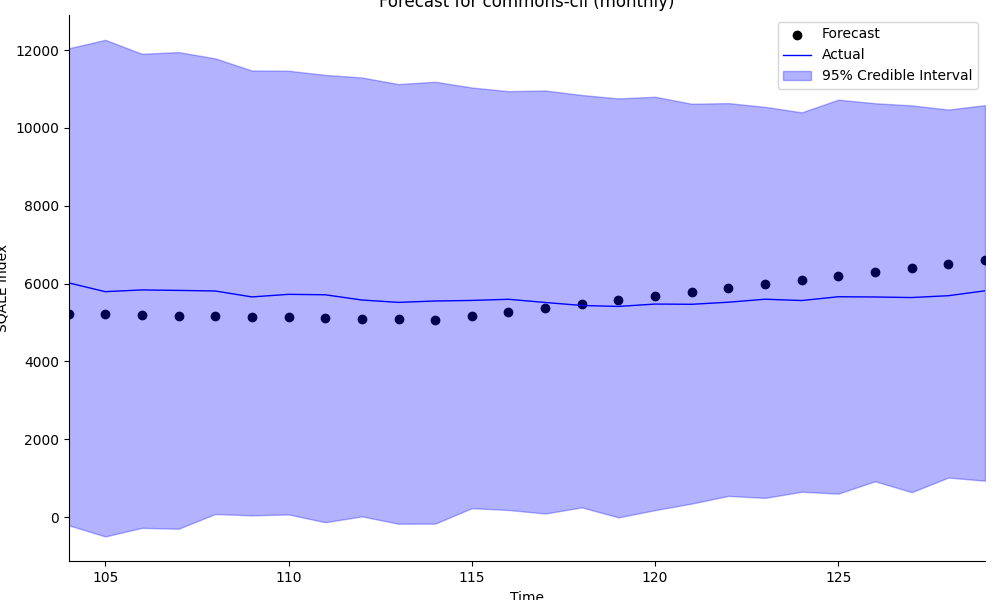 Forecast for commons-cli (monthly)
Forecast
Actual
95% Credible Interval
12000
10000
8000
6000
4000
2000
0
SQALE Index
105
110
115
120
125
Time